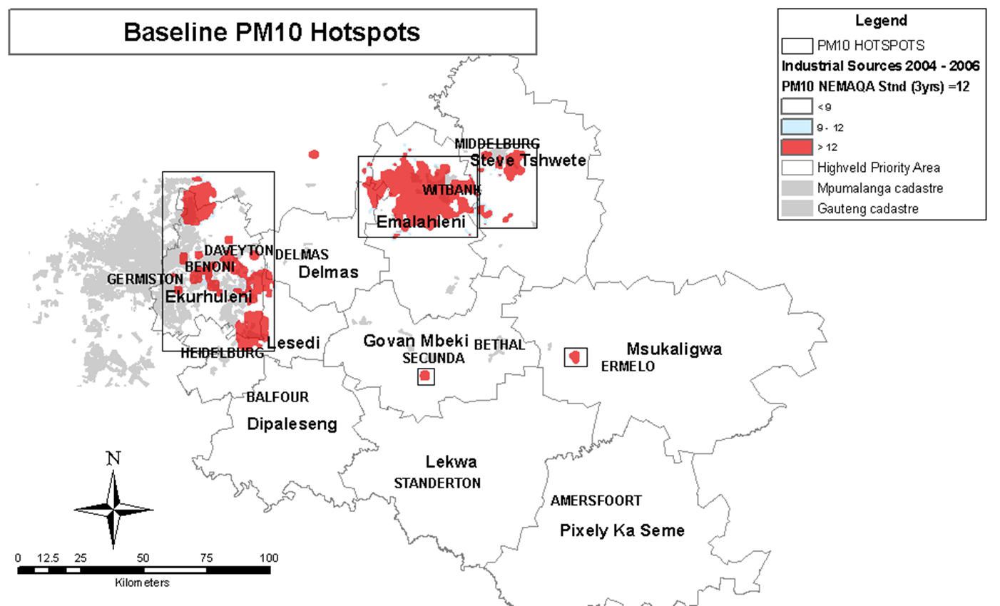 Baseline PM10 Hotspots
Legend
PM10 HOTSPOTS
Industrial Sources 2004 - 2006
PM10 NEMAQA Stnd (3yrs) =12
< 9
9 - 12
> 12
Highveld Priority Area
Mpumalanga cadastre
Gauteng cadastre
MIDDELBURG
Steve Tshwete
WITBANK
Emalahleni
DAVEYTON
DELMAS
BENONI
Delmas
GERMISTON
Ekurhuleni
Lesedi
HEIDELBURG
Govan Mbeki
BETHAL
SECUNDA
Msukaligwa
ERMELO
BALFOUR
Dipaleseng
Lekwa
STANDERTON
AMERSFOORT
Pixely Ka Seme
N
0 12.5 25 50 75 100
Kilometers